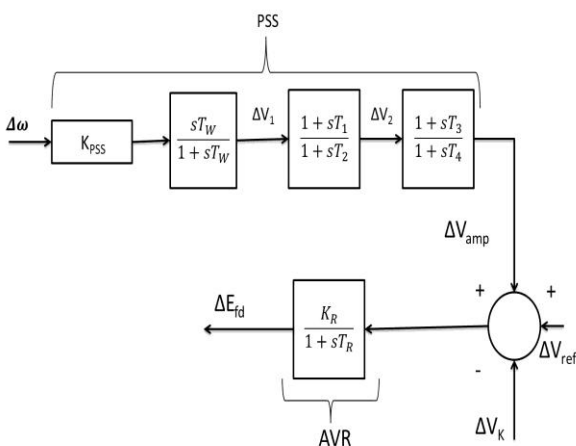 PSS
Δω
K_PSS
sT_W
1 + sT_W
ΔV_1
1 + sT_1
1 + sT_2
ΔV_2
1 + sT_3
1 + sT_4
ΔV_amp
+
+
-
ΔV_ref
ΔV_K
K_R
1 + sT_R
ΔE_fd
AVR